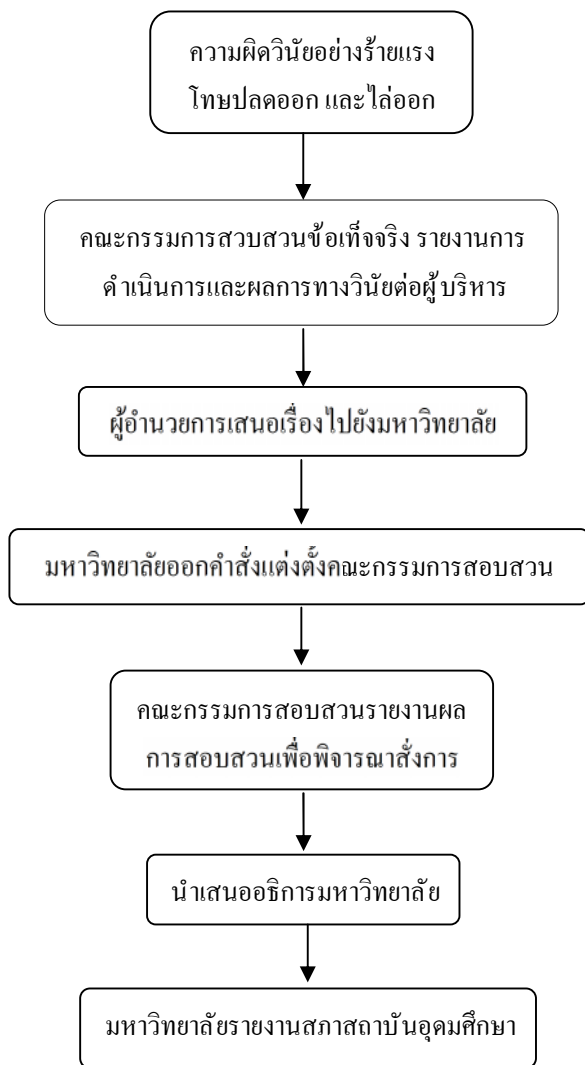 ความผิดวินัยอย่างร้ายแรง
โทษปลดออก และไล่ออก
คณะกรรมการสวบสวนข้อเท็จจริง รายงานการ
ดำเนินการและผลการทางวินัยต่อผู้บริหาร
ผู้อำนวยการเสนอเรื่องไปยังมหาวิทยาลัย
มหาวิทยาลัยออกคำสั่งแต่งตั้งคณะกรรมการสอบสวน
คณะกรรมการสอบสวนรายงานผล
การสอบสวนเพื่อพิจารณาสั่งการ
นำเสนออธิการมหาวิทยาลัย
มหาวิทยาลัยรายงานสภาสถาบันอุดมศึกษา